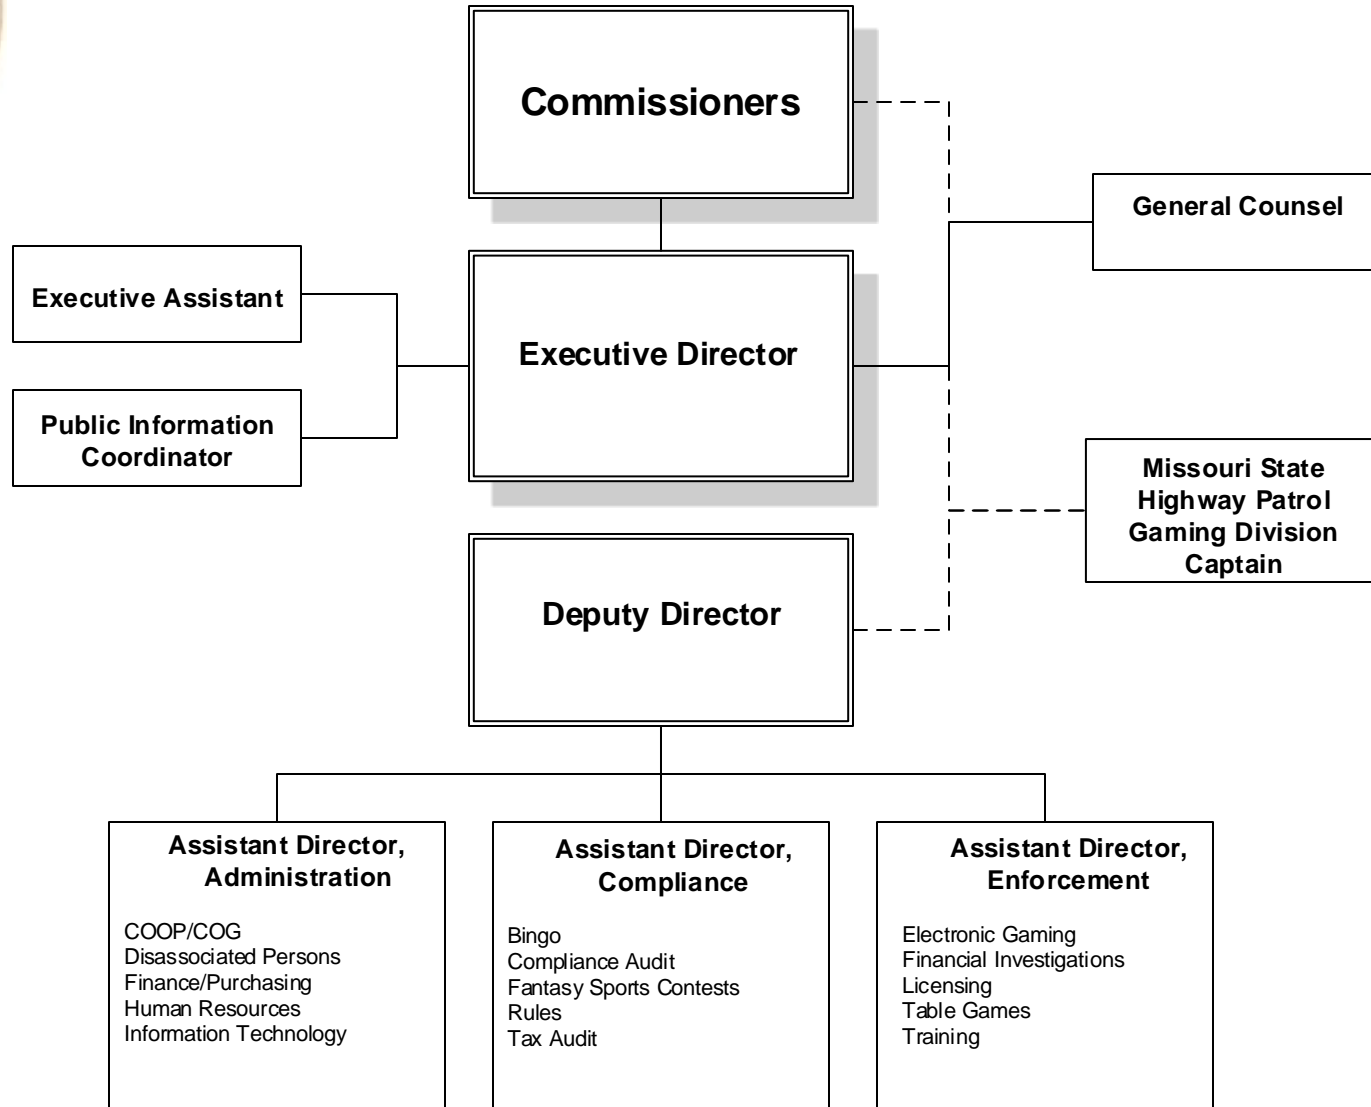 Commissioners
General Counsel
Executive Assistant
Executive Director
Public Information
Coordinator
Missouri State
Highway Patrol
Gaming Division
Captain
Deputy Director
Assistant Director,
Administration
COOP/COG
Disassociated Persons
Finance/Purchasing
Human Resources
Information Technology
Assistant Director,
Compliance
Bingo
Compliance Audit
Fantasy Sports Contests
Rules
Tax Audit
Assistant Director,
Enforcement
Electronic Gaming
Financial Investigations
Licensing
Table Games
Training